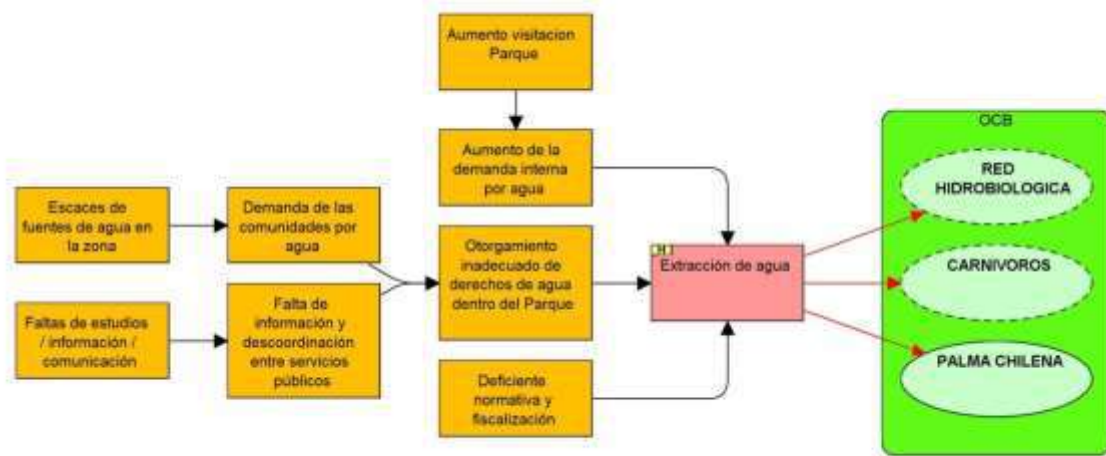 Aumento visitacion
Parque
Aumento de la
demanda interna
por agua
Escaces de
fuentes de agua en
la zona
Demanda de las
comunidades por
agua
Otorgamiento
inadecuado de
derechos de agua
dentro del Parque
Faltas de estudios
/ información /
comunicación
Falta de
información y
descoordinación
entre servicios
públicos
Deficiente
normativa y
fiscalización
Extracción de agua
OCB
RED
HIDROBIOLOGICA
CARNIVOROS
PALMA CHILENA